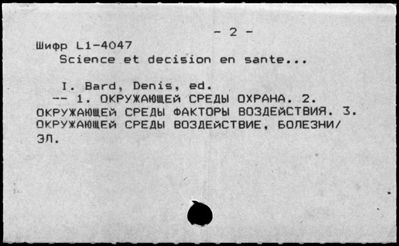 - 2 -
Шифр L1-4047
Science et decision en sante...
I. Bard, Denis, ed.
-- 1. ОКРУЖАЮЩЕЙ СРЕДЫ ОХРАНА. 2.
ОКРУЖАЮЩЕЙ СРЕДЫ ФАКТОРЫ ВОЗДЕЙСТВИЯ. 3.
ОКРУЖАЮЩЕЙ СРЕДЫ ВОЗДЕЙСТВИЕ, БОЛЕЗНИ/
ЭЛ.